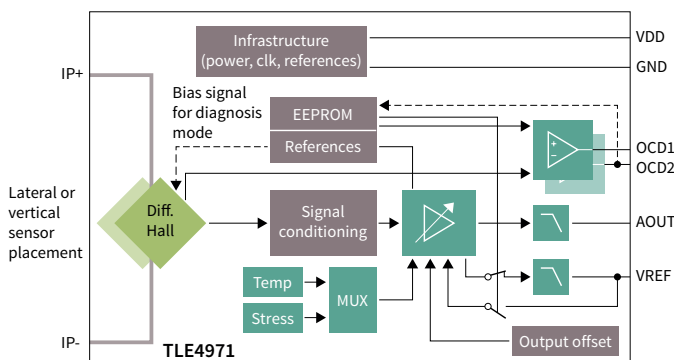 Infrastructure
(power, clk, references)
VDD
GND
IP+
Bias signal
for diagnosis
mode
EEPROM
References
+
−
OCD1
OCD2
Lateral or
vertical
sensor
placement
Diff.
Hall
Signal
conditioning
AOUT
Temp
Stress
MUX
VREF
Output offset
IP-
TLE4971